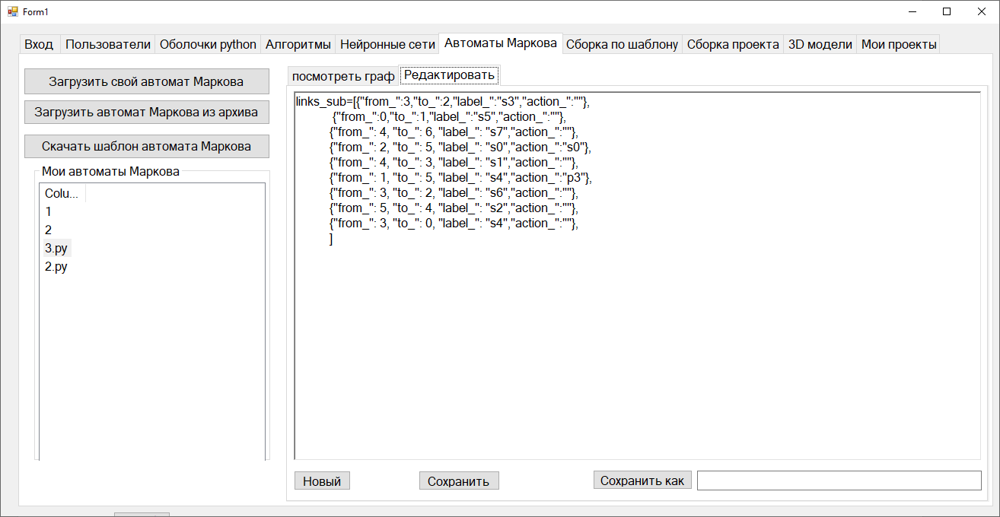 Form1
Вход Пользователи Оболочки python Алгоритмы Нейронные сети Автоматы Маркова Сборка по шаблону Сборка проекта 3D модели Мои проекты
Загрузить свой автомат Маркова
Загрузить автомат Маркова из архива
Скачать шаблон автомата Маркова
Мои автоматы Маркова
Colu...
1
2
3.py
2.py
посмотреть граф Редактировать
links_sub=[{"from_":3,"to_":2,"label_":"s3","action_":""},
{"from_":0,"to_":1,"label_":"s5","action_":""},
{"from_": 4, "to_": 6, "label_": "s7","action_":""},
{"from_": 2, "to_": 5, "label_": "s0","action_":"s0"},
{"from_": 4, "to_": 3, "label_": "s1","action_":""},
{"from_": 1, "to_": 5, "label_": "s4","action_":"p3"},
{"from_": 3, "to_": 2, "label_": "s6","action_":""},
{"from_": 5, "to_": 4, "label_": "s2","action_":""},
{"from_": 3, "to_": 0, "label_": "s4","action_":""},
]
Новый Сохранить Сохранить как